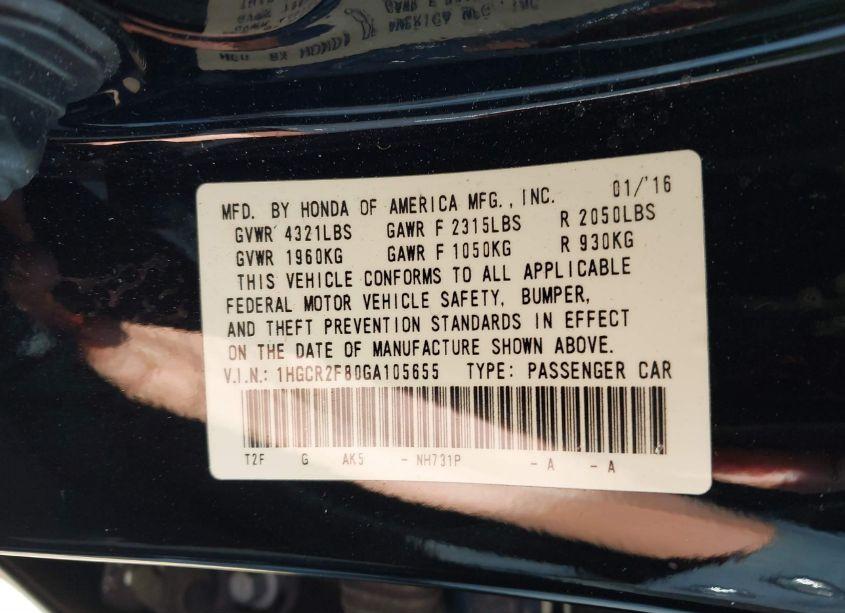 MFD. BY HONDA OF AMERICA MFG., INC. 01/'16
GVWR 4321LBS GAWR F 2315LBS R 2050LBS
GVWR 1960KG GAWR F 1050KG R 930KG
THIS VEHICLE CONFORMS TO ALL APPLICABLE
FEDERAL MOTOR VEHICLE SAFETY, BUMPER,
AND THEFT PREVENTION STANDARDS IN EFFECT
ON THE DATE OF MANUFACTURE SHOWN ABOVE.
V.I.N.: 1HGCR2F80GA105655 TYPE: PASSENGER CAR
T2F G AK5 - NH731P - A - A